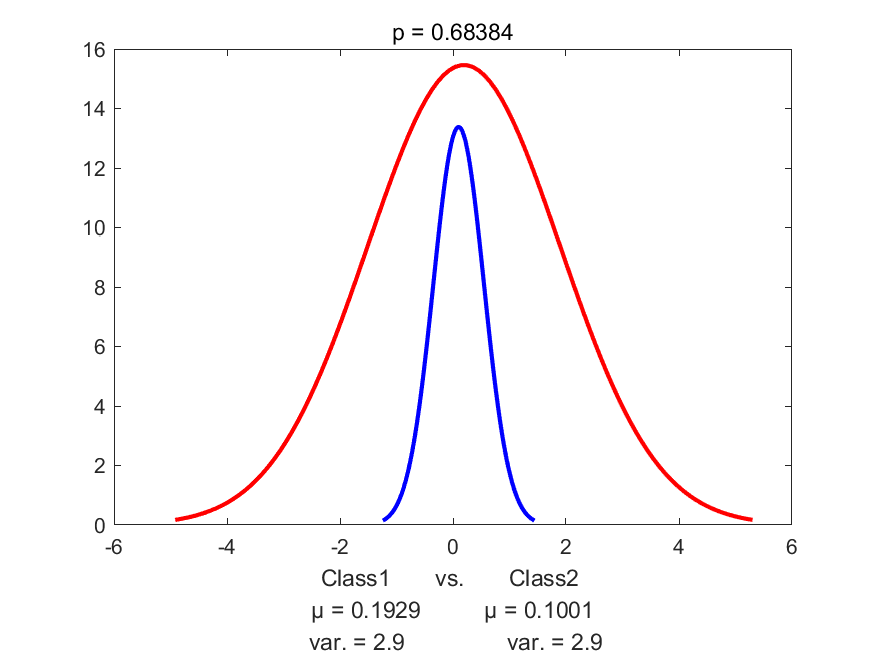 p = 0.68384
16
14
12
10
8
6
4
2
0
-6 -4 -2 0 2 4 6
Class1 vs. Class2
μ = 0.1929 μ = 0.1001
var. = 2.9 var. = 2.9